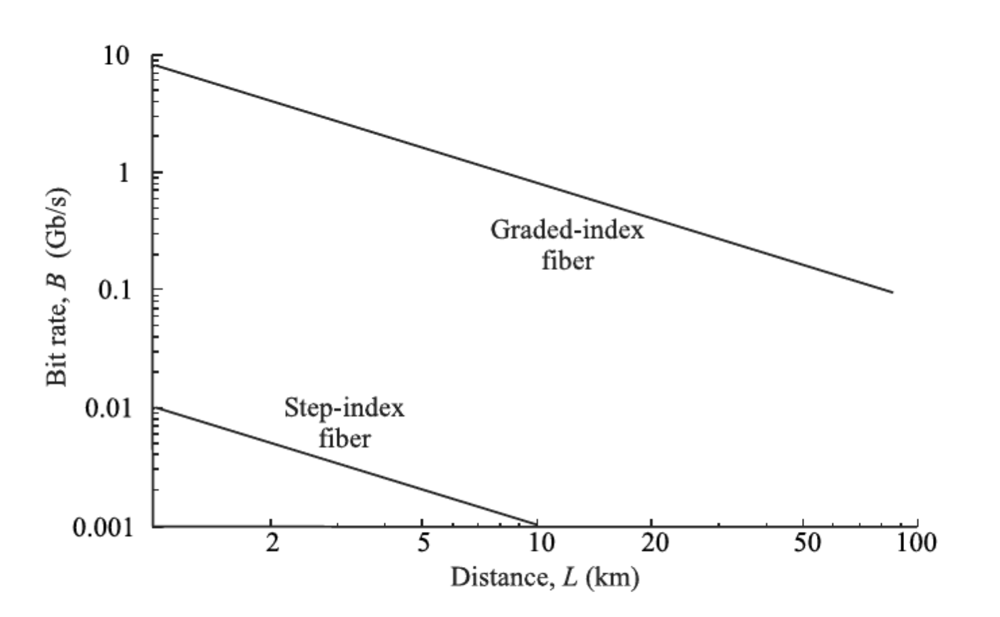 10
1
0.1
0.01
0.001
Bit rate, B (Gb/s)
Graded-index
fiber
Step-index
fiber
2 5 10 20 50 100
Distance, L (km)